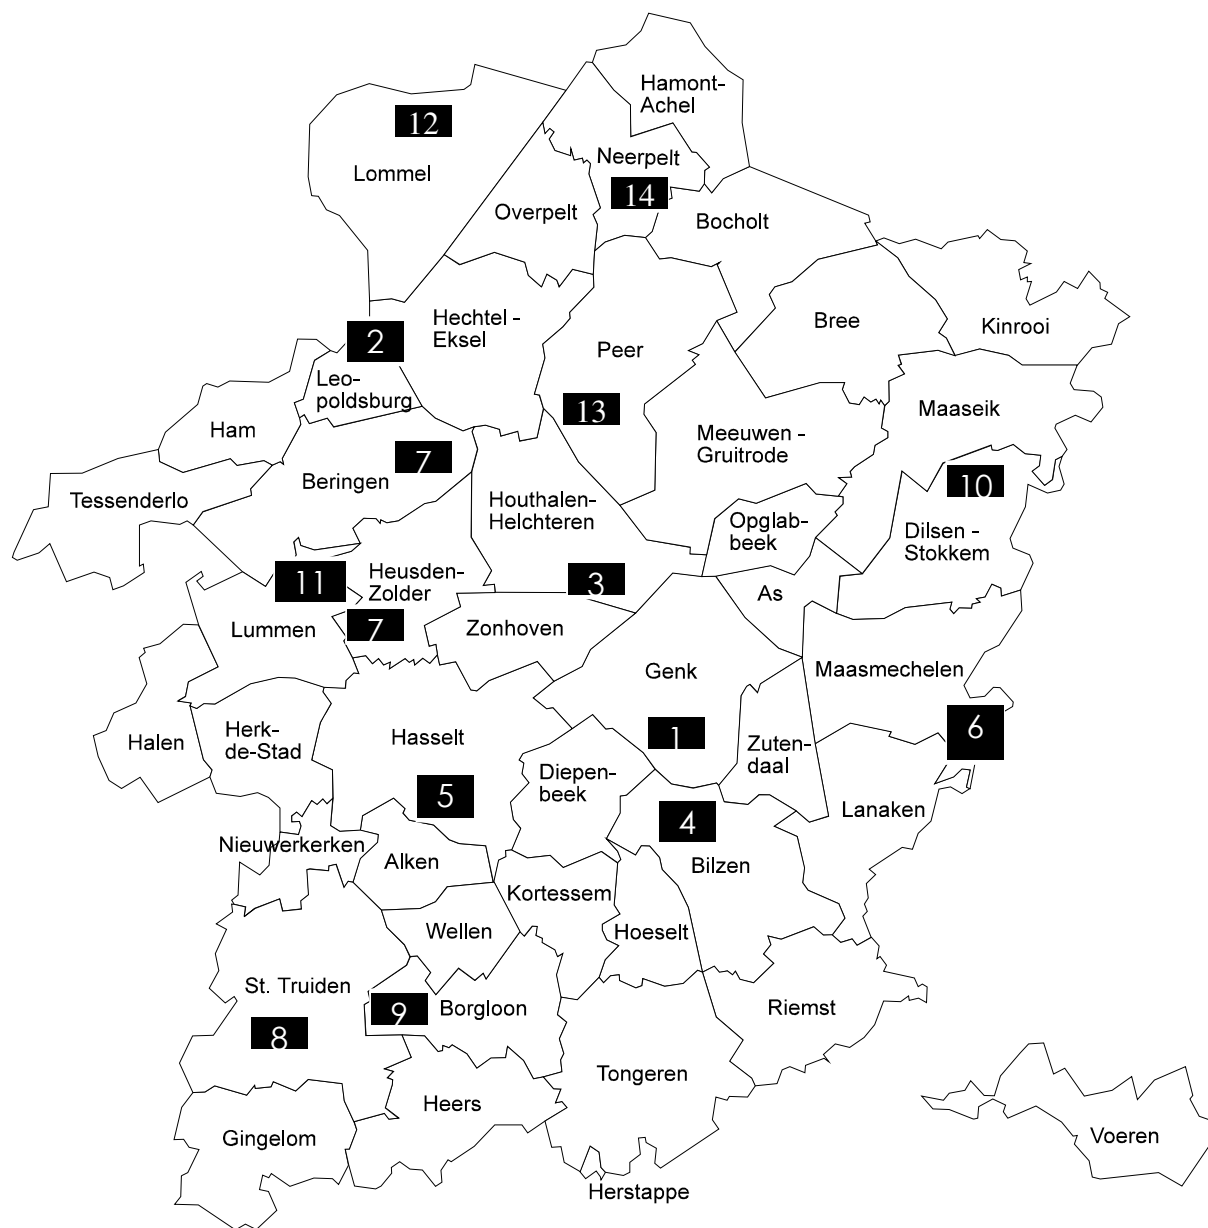 Hamont-
Achel
12
Neerpelt
Lommel
14
Overpelt
Bocholt
Hechtel -
Eksel
Bree
Kinrooi
2
Peer
Leo-
poldsburg
13
Maaseik
Ham
Meeuwen -
Gruitrode
7
Beringen
10
Tessenderlo
Houthalen-
Helchteren
Opglab-
beek
Dilsen -
Stokkem
11
Heusden-
Zolder
3
As
7
Lummen
Zonhoven
Genk
Maasmechelen
6
Halen
Herk-
de-Stad
Hasselt
1
Zuten-
daal
Diepen-
beek
5
4
Lanaken
Nieuwerkerken
Alken
Bilzen
Kortessem
Wellen
Hoeselt
St. Truiden
9
Borgloon
Riemst
8
Tongeren
Heers
Gingelom
Voeren
Herstappe